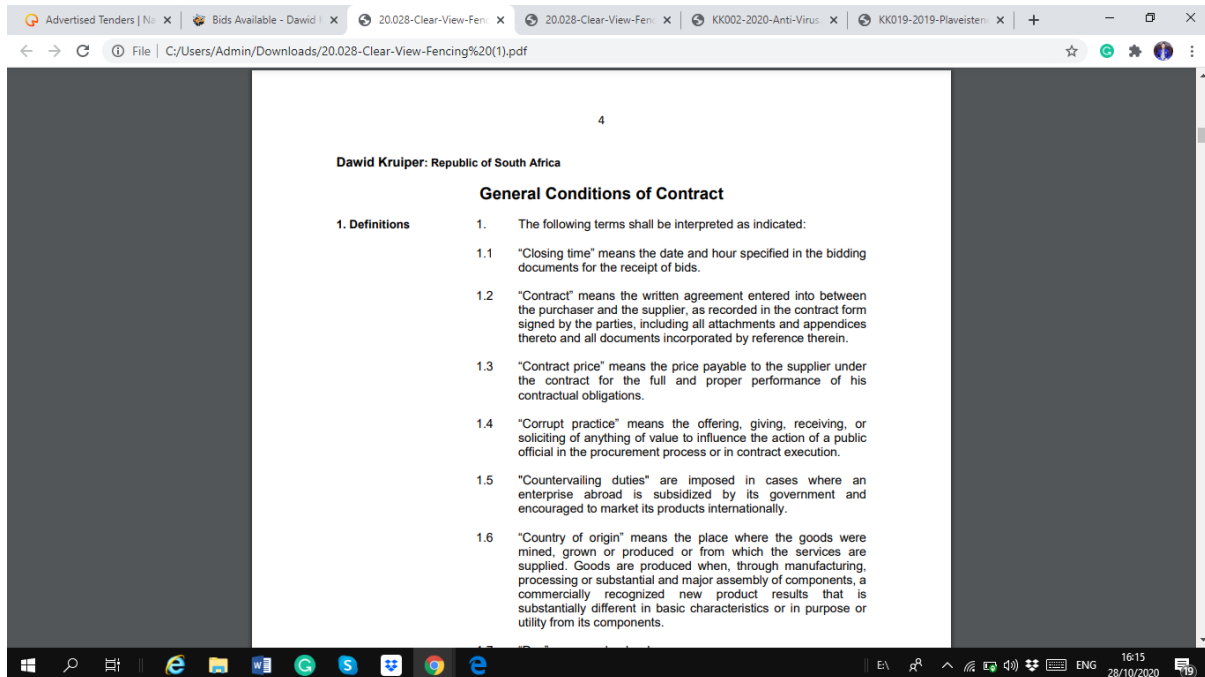 Advertised Tenders | Na
Bids Available - Dawid
20.028-Clear-View-Fenc
20.028-Clear-View-Fenc
KK002-2020-Anti-Virus
KK019-2019-Plaveisten
File | C:/Users/Admin/Downloads/20.028-Clear-View-Fencing%20(1).pdf
4
Dawid Kruiper: Republic of South Africa
General Conditions of Contract
1. Definitions 1. The following terms shall be interpreted as indicated:
1.1 “Closing time” means the date and hour specified in the bidding
documents for the receipt of bids.
1.2 “Contract” means the written agreement entered into between
the purchaser and the supplier, as recorded in the contract form
signed by the parties, including all attachments and appendices
thereto and all documents incorporated by reference therein.
1.3 “Contract price” means the price payable to the supplier under
the contract for the full and proper performance of his
contractual obligations.
1.4 “Corrupt practice” means the offering, giving, receiving, or
soliciting of anything of value to influence the action of a public
official in the procurement process or in contract execution.
1.5 "Countervailing duties" are imposed in cases where an
enterprise abroad is subsidized by its government and
encouraged to market its products internationally.
1.6 “Country of origin” means the place where the goods were
mined, grown or produced or from which the services are
supplied. Goods are produced when, through manufacturing,
processing or substantial and major assembly of components, a
commercially recognized new product results that is
substantially different in basic characteristics or in purpose or
utility from its components.
E:\ ENG 16:15
28/10/2020
19